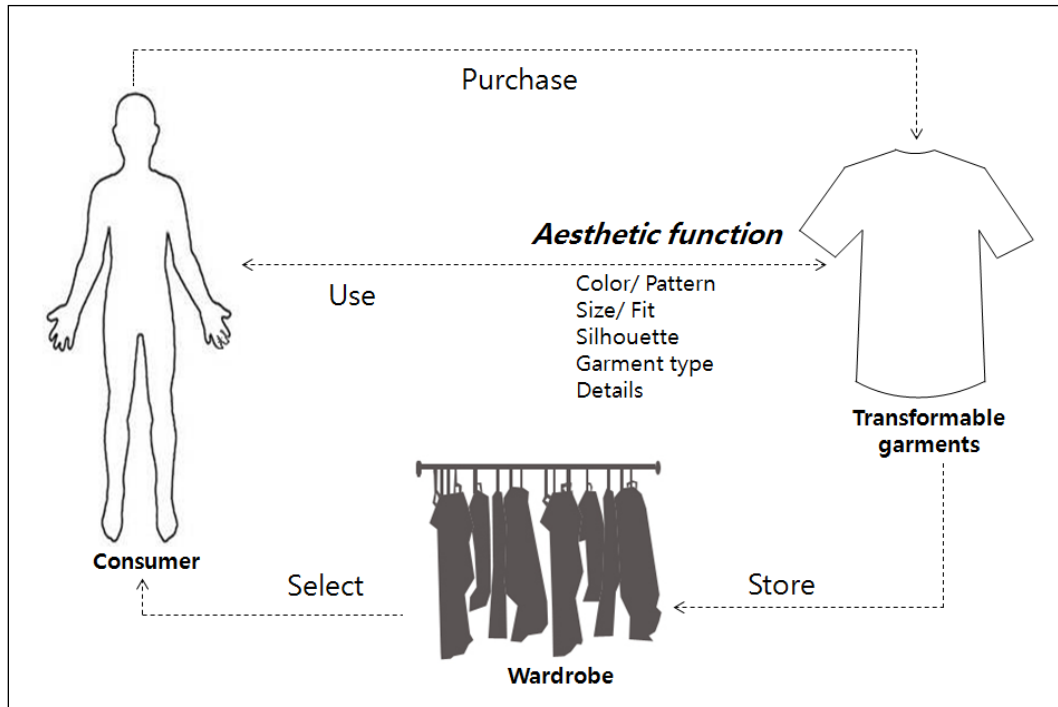 Purchase
Aesthetic function
Use
Color/ Pattern
Size/ Fit
Silhouette
Garment type
Details
Transformable
garments
Consumer
Select
Store
Wardrobe